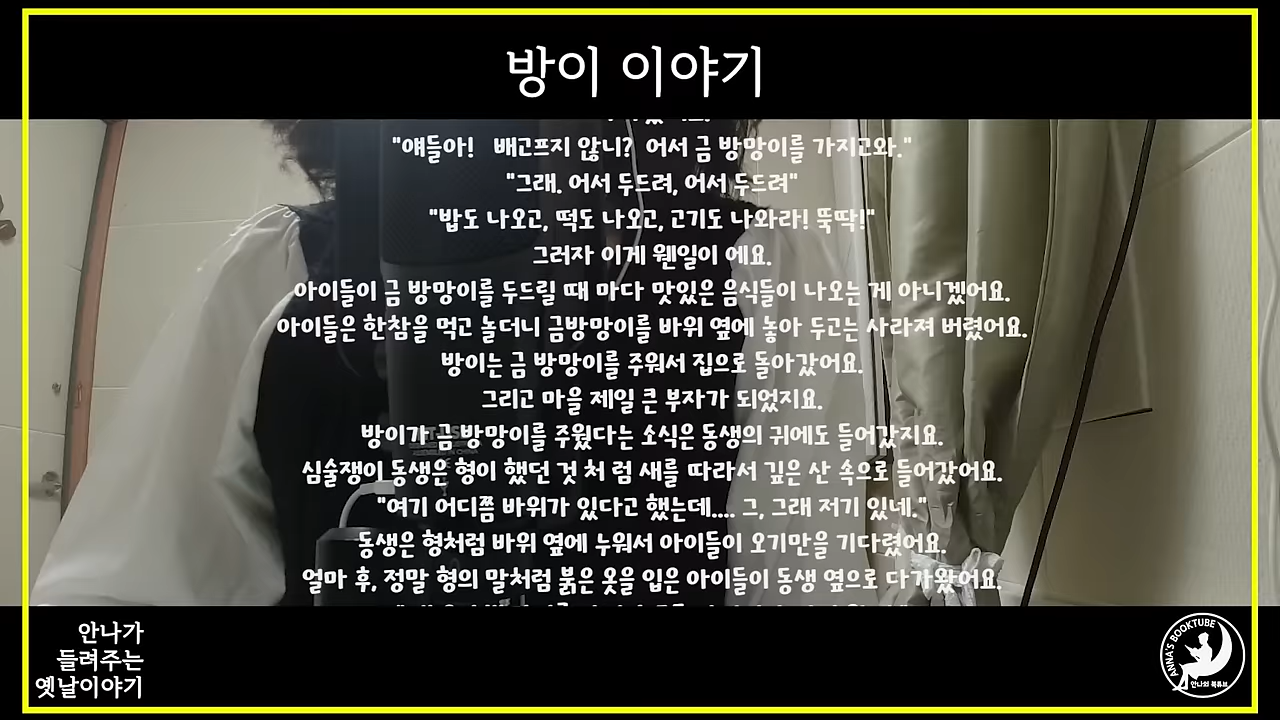 방이 이야기
"얘들아! 배고프지 않니? 어서 금 방망이를 가지고와."
"그래. 어서 두드려, 어서 두드려"
"밥도 나오고, 떡도 나오고, 고기도 나와라! 뚝딱!"
그러자 이게 웬일이 에요.
아이들이 금 방망이를 두드릴 때 마다 맛있은 음식들이 나오는 게 아니겠어요.
아이들은 한참을 먹고 놀더니 금방망이를 바위 옆에 놓아 두고는 사라져 버렸어요.
방이는 금 방망이를 주워서 집으로 돌아갔어요.
그리고 마을 제일 큰 부자가 되었지요.
방이가 금 방망이를 주웠다는 소식은 동생의 귀에도 들어갔지요.
심술쟁이 동생은 형이 했던 것 처 럼 새를 따라서 깊은 산 속으로 들어갔어요.
"여기 어디쯤 바위가 있다고 했는데.... 그, 그래 저기 있네."
동생은 형처럼 바위 옆에 누워서 아이들이 오기만을 기다렸어요.
얼마 후, 정말 형의 말처럼 붉은 옷을 입은 아이들이 동생 옆으로 다가왔어요.
안나가
들려주는
옛날이야기
ANNA'S BOOKTUBE
안나의 북튜브